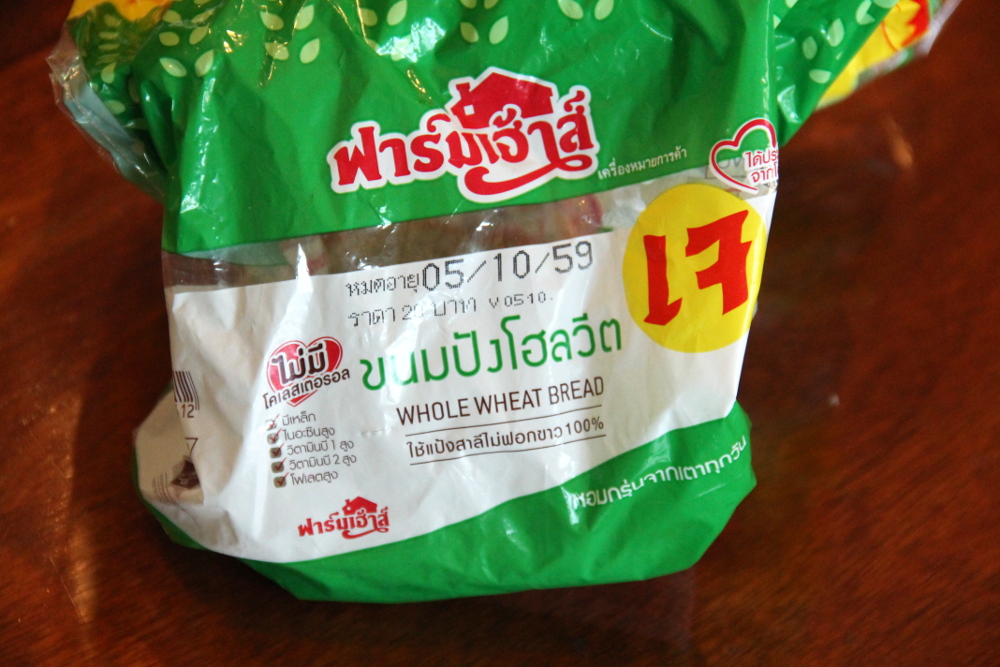 ฟาร์มเฮ้าส์
เครื่องหมายการค้า
เจ
หมดอายุ 05/10/59
ราคา บาท V0510.
ไม่มี
โคเลสเตอรอล
ขนมปังโฮลวีต
WHOLE WHEAT BREAD
ใช้แป้งสาลีไม่ฟอกขาว 100%
มีเหล็ก
ไนอะซินสูง
วิตามินบี 1 สูง
วิตามินบี 2 สูง
โฟเลตสูง
12
7
ฟาร์มเฮ้าส์
หอมกรุ่นจากเตาทุกวัน